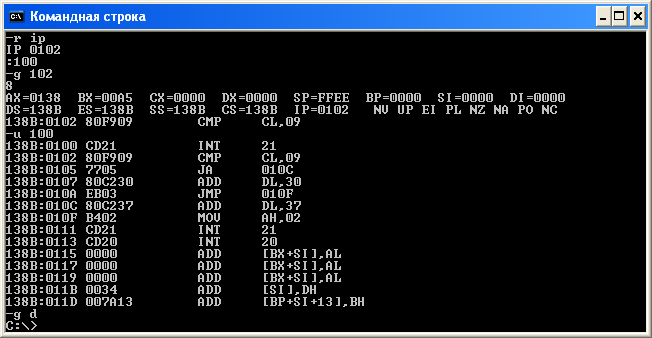 Командная строка
-r ip
IP 0102
:100
-g 102
8
AX=0138  BX=00A5  CX=0000  DX=0000  SP=FFEE  BP=0000  SI=0000  DI=0000
DS=138B  ES=138B  SS=138B  CS=138B  IP=0102   NV UP EI PL NZ NA PO NC
138B:0102 80F909        CMP     CL,09
-u 100
138B:0100 CD21          INT     21
138B:0102 80F909        CMP     CL,09
138B:0105 7705          JA      010C
138B:0107 80C230        ADD     DL,30
138B:010A EB03          JMP     010F
138B:010C 80C237        ADD     DL,37
138B:010F B402          MOV     AH,02
138B:0111 CD21          INT     21
138B:0113 CD20          INT     20
138B:0115 0000          ADD     [BX+SI],AL
138B:0117 0000          ADD     [BX+SI],AL
138B:0119 0000          ADD     [BX+SI],AL
138B:011B 0034          ADD     [SI],DH
138B:011D 007A13        ADD     [BP+SI+13],BH
-g d
C:\>